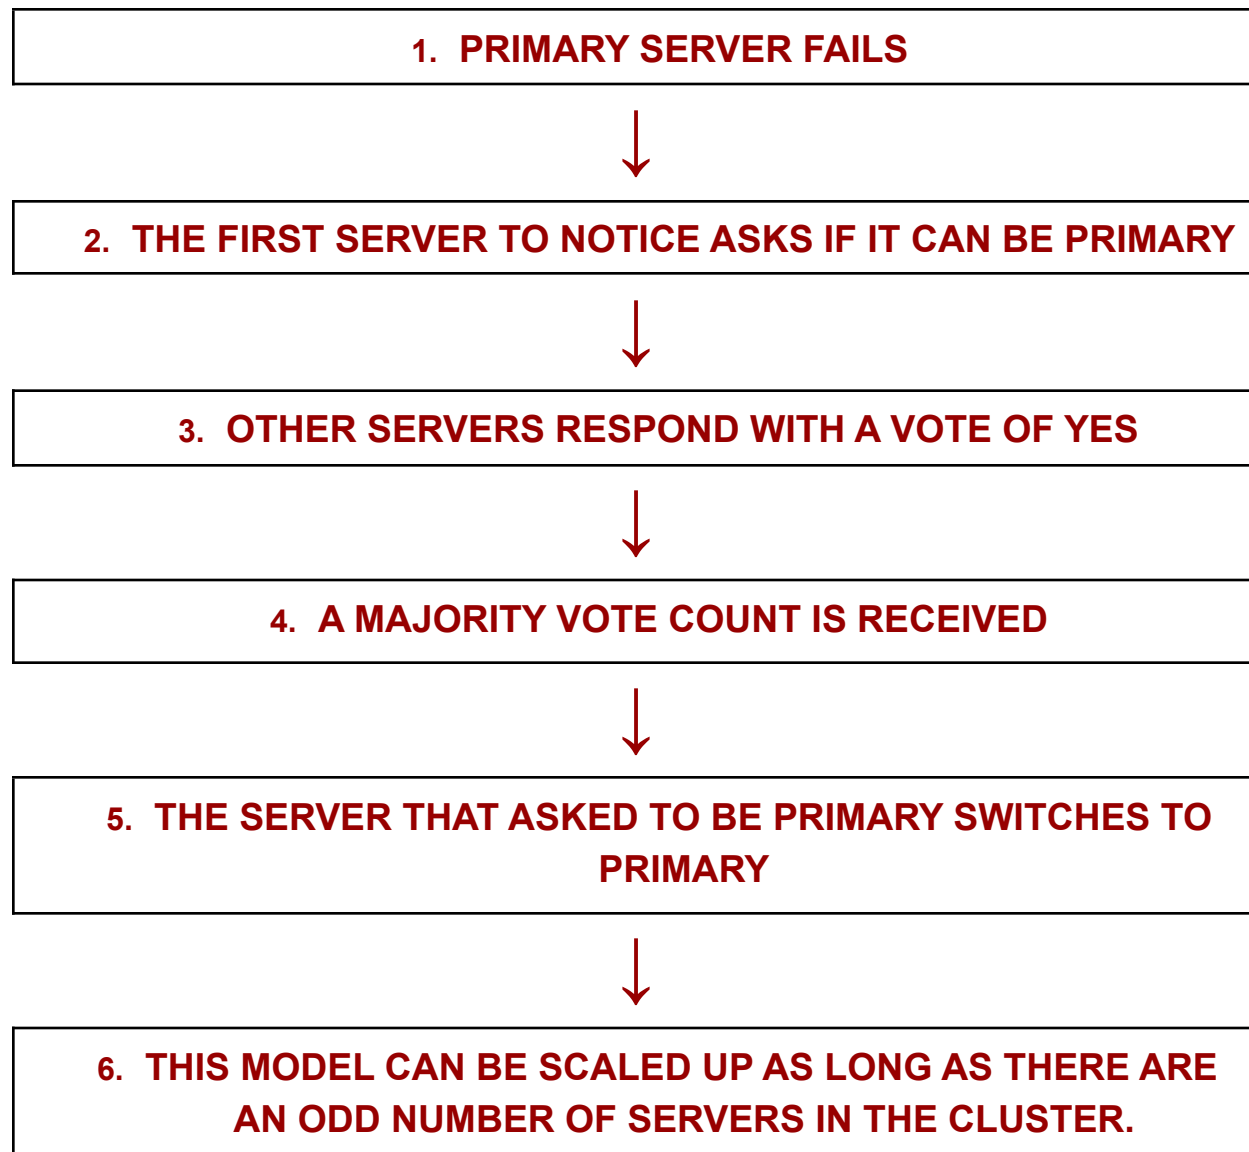 1. PRIMARY SERVER FAILS
2. THE FIRST SERVER TO NOTICE ASKS IF IT CAN BE PRIMARY
3. OTHER SERVERS RESPOND WITH A VOTE OF YES
4. A MAJORITY VOTE COUNT IS RECEIVED
5. THE SERVER THAT ASKED TO BE PRIMARY SWITCHES TO
PRIMARY
6. THIS MODEL CAN BE SCALED UP AS LONG AS THERE ARE
AN ODD NUMBER OF SERVERS IN THE CLUSTER.